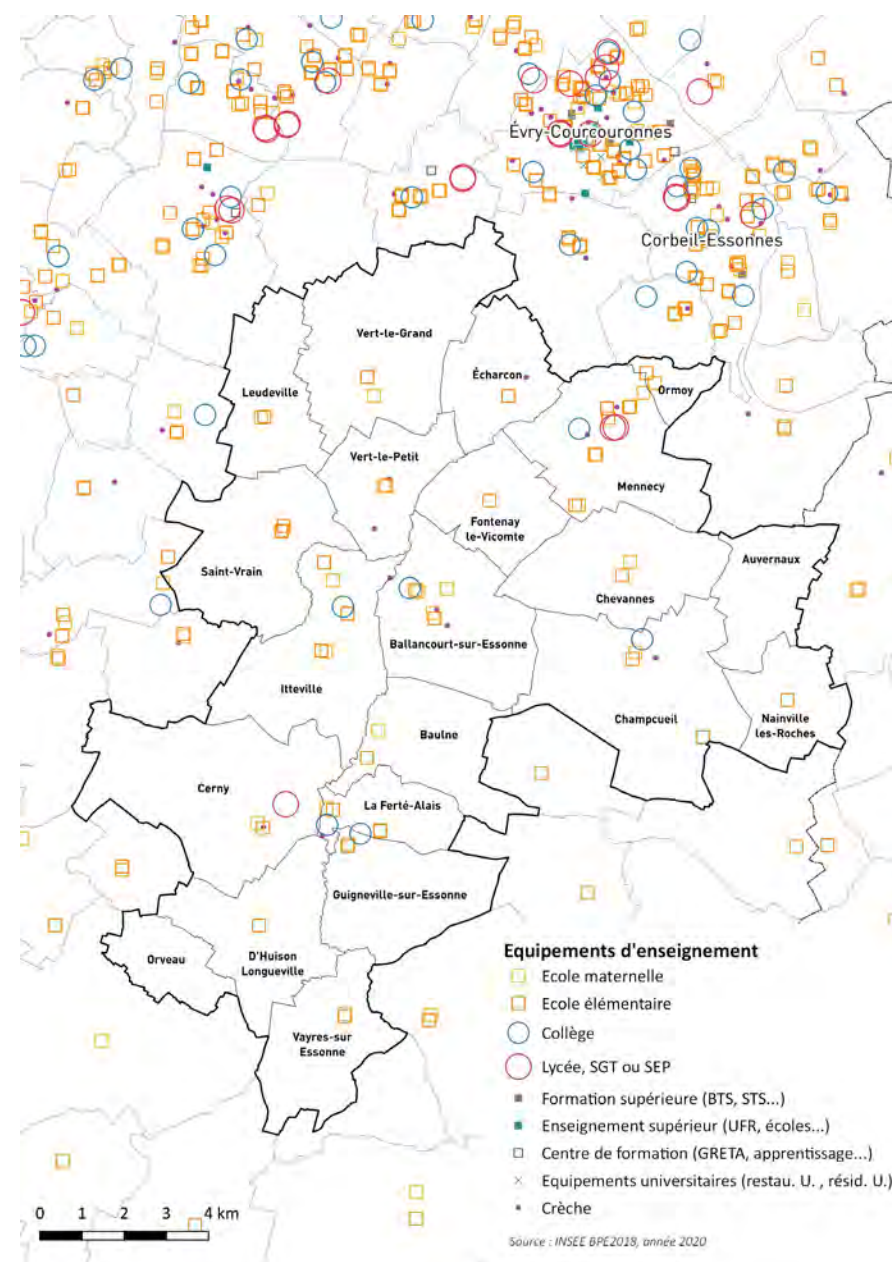 Évry-Courcouronnes
Corbeil-Essonnes
Vert-le-Grand
Écharcon
Leudeville
Ormoy
Vert-le-Petit
Mennecy
Fontenay
le-Vicomte
Saint-Vrain
Auvernaux
Chevannes
Ballancourt-sur-Essonne
Itteville
Champcueil
Nainville
les-Roches
Baulne
Cerny
La Ferté-Alais
Guigneville-sur-Essonne
Orveau
D'Huison
Longueville
Vayres-sur
Essonne
Equipements d'enseignement
Ecole maternelle
Ecole élémentaire
Collège
Lycée, SGT ou SEP
Formation supérieure (BTS, STS...)
Enseignement supérieur (UFR, écoles...)
Centre de formation (GRETA, apprentissage...)
Equipements universitaires (restau. U. , résid. U.)
Crèche
0 1 2 3 4 km
Source : INSEE BPE2018, année 2020